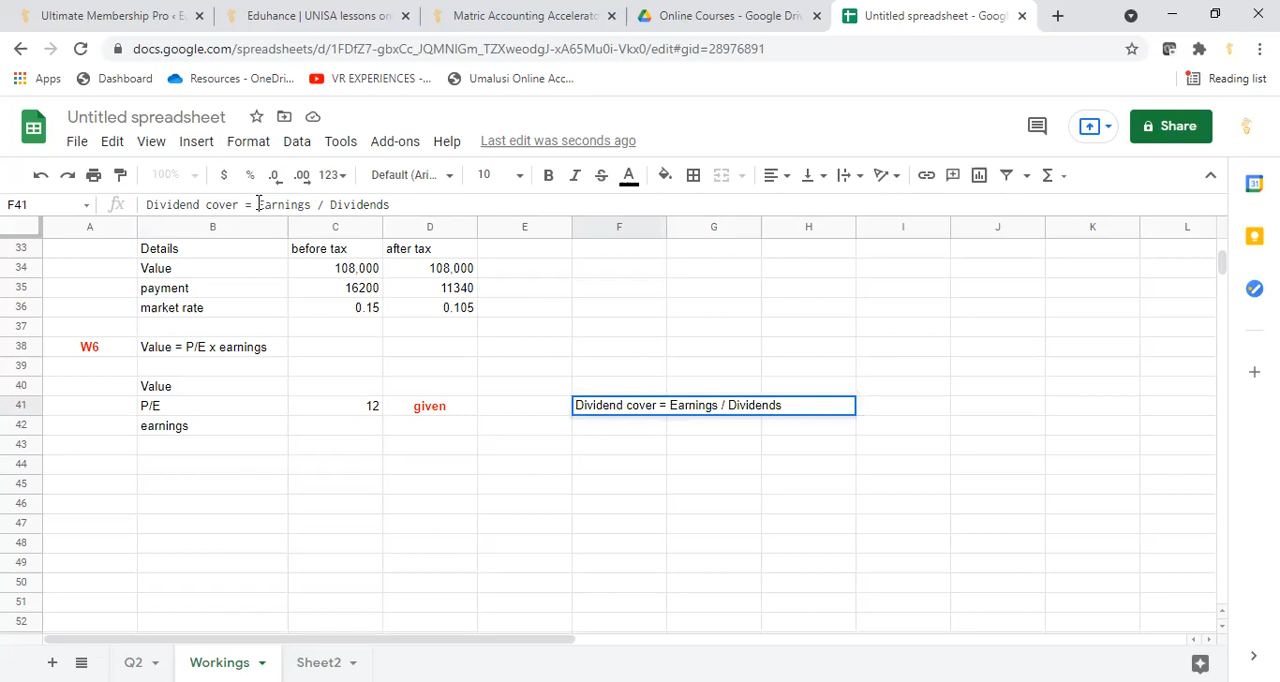 Ultimate Membership Pro ‹ E
Eduhance | UNISA lessons on
Matric Accounting Accelerato
Online Courses - Google Driv
Untitled spreadsheet - Goog
docs.google.com/spreadsheets/d/1FDfZ7-gbxCc_JQMNlGm_TZXweodgJ-xA65Mu0i-Vkx0/edit#gid=28976891
Apps
Dashboard
Resources - OneDri...
VR EXPERIENCES -...
Umalusi Online Acc...
Reading list
Untitled spreadsheet
File Edit View Insert Format Data Tools Add-ons Help Last edit was seconds ago
Share
100% $ % .0 .00 123 Default (Ari... 10 B I S A Σ
31
F41 fx Dividend cover = Earnings / Dividends
A B C D E F G H I J K L
33 Details before tax after tax
34 Value 108,000 108,000
35 payment 16200 11340
36 market rate 0.15 0.105
37
38 W6 Value = P/E x earnings
39
40 Value
41 P/E 12 given Dividend cover = Earnings / Dividends
42 earnings
43
44
45
46
47
48
49
50
51
52
Q2 Workings Sheet2